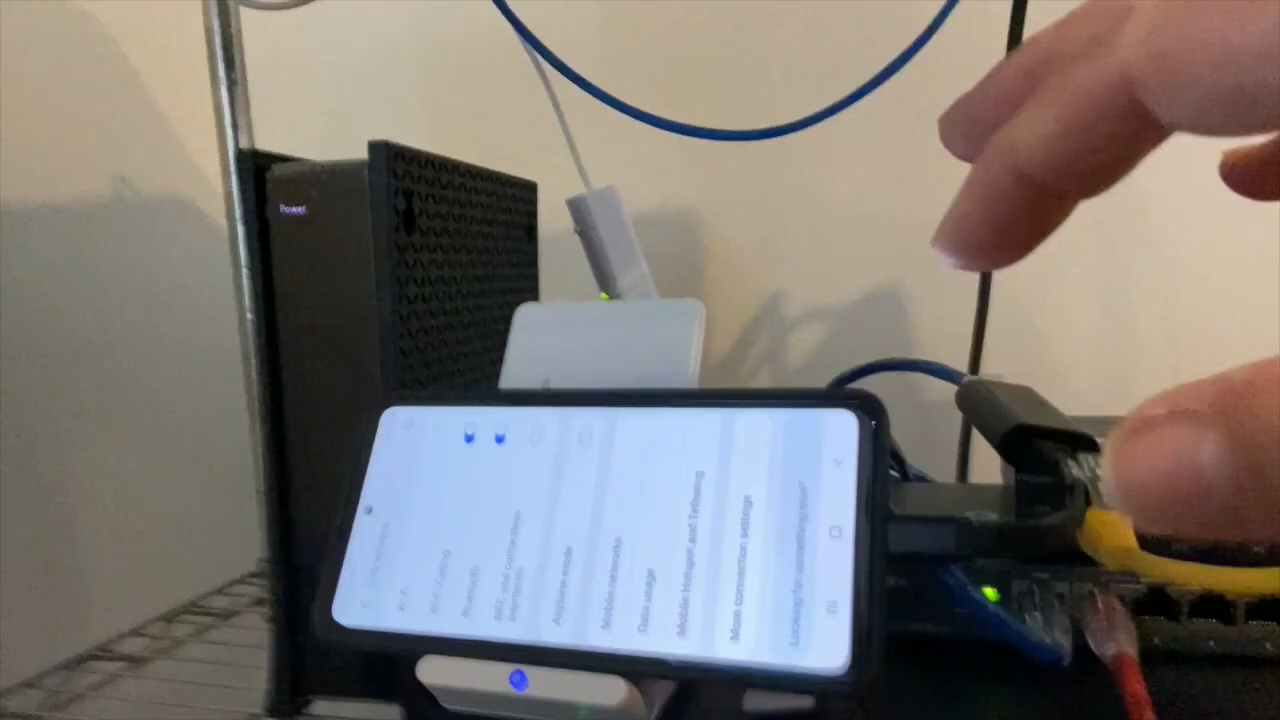 Power
Connections
Wi-Fi
Wi-Fi Calling
Bluetooth
NFC and contactless
payments
Airplane mode
Mobile networks
Data usage
Mobile Hotspot and Tethering
More connection settings
Looking for something else?